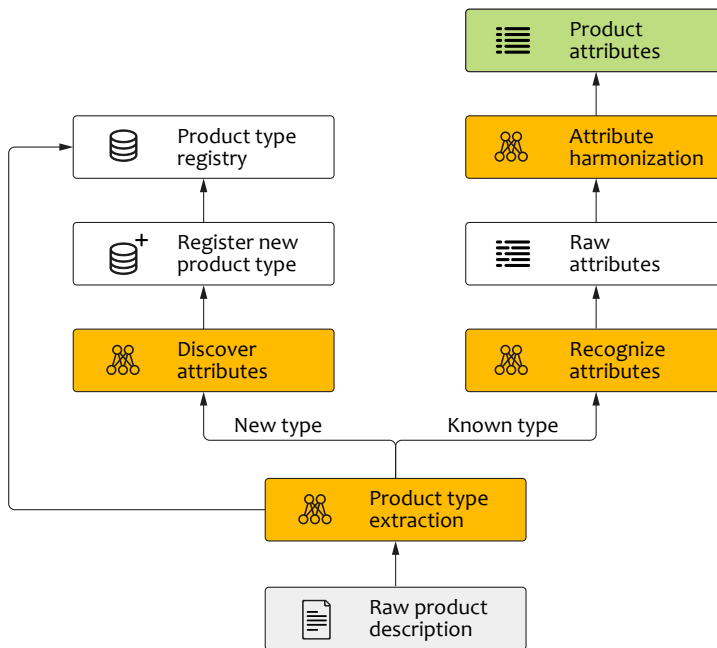 Product
attributes
Product type
registry
Attribute
harmonization
Register new
product type
Raw
attributes
Discover
attributes
Recognize
attributes
New type
Known type
Product type
extraction
Raw product
description